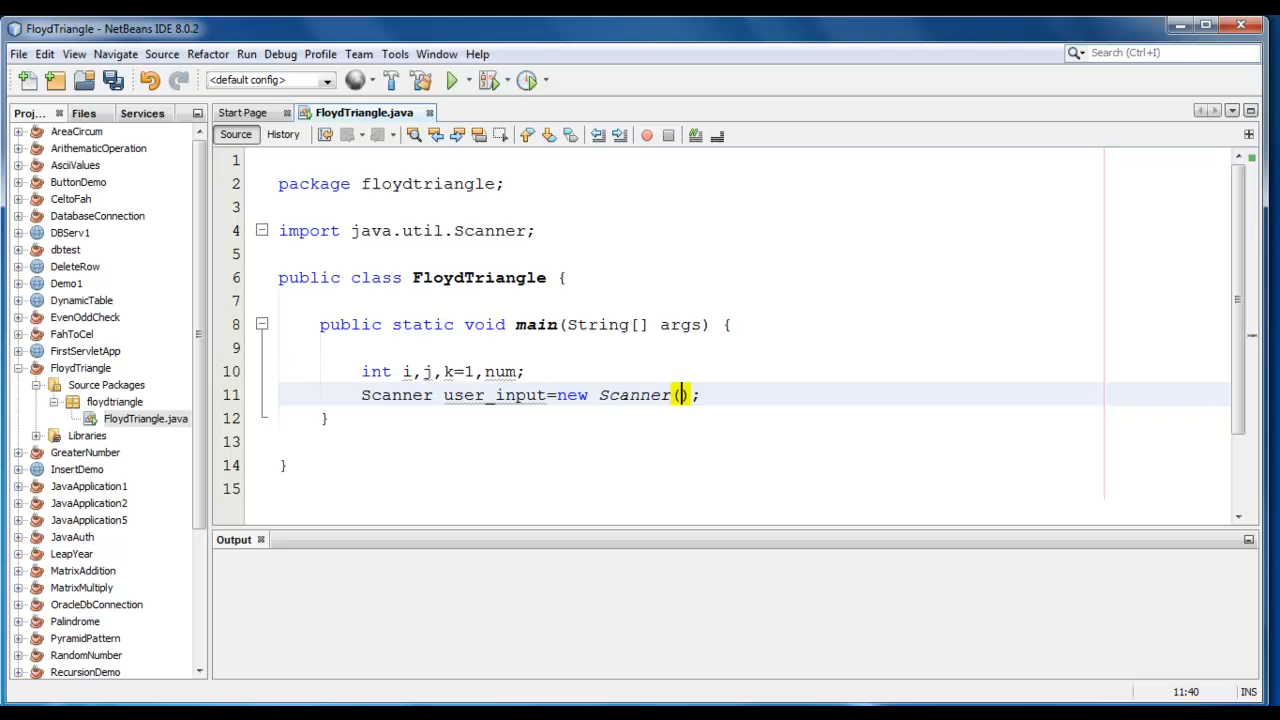 FloydTriangle - NetBeans IDE 8.0.2
File Edit View Navigate Source Refactor Run Debug Profile Team Tools Window Help
Search (Ctrl+I)
<default config>
Proj... Files Services
Start Page FloydTriangle.java
Source History
AreaCircum
ArithematicOperation
AsciiValues
ButtonDemo
CeltoFah
DatabaseConnection
DBServ1
dbtest
DeleteRow
Demo1
DynamicTable
EvenOddCheck
FahToCel
FirstServletApp
FloydTriangle
Source Packages
floydtriangle
FloydTriangle.java
Libraries
GreaterNumber
InsertDemo
JavaApplication1
JavaApplication2
JavaApplication5
JavaAuth
LeapYear
MatrixAddition
MatrixMultiply
OracleDbConnection
Palindrome
PyramidPattern
RandomNumber
RecursionDemo
1
2 package floydtriangle;
3
4 import java.util.Scanner;
5
6 public class FloydTriangle {
7
8 public static void main(String[] args) {
9
10 int i,j,k=1,num;
11 Scanner user_input=new Scanner();
12 }
13
14 }
15
Output
11:40 INS